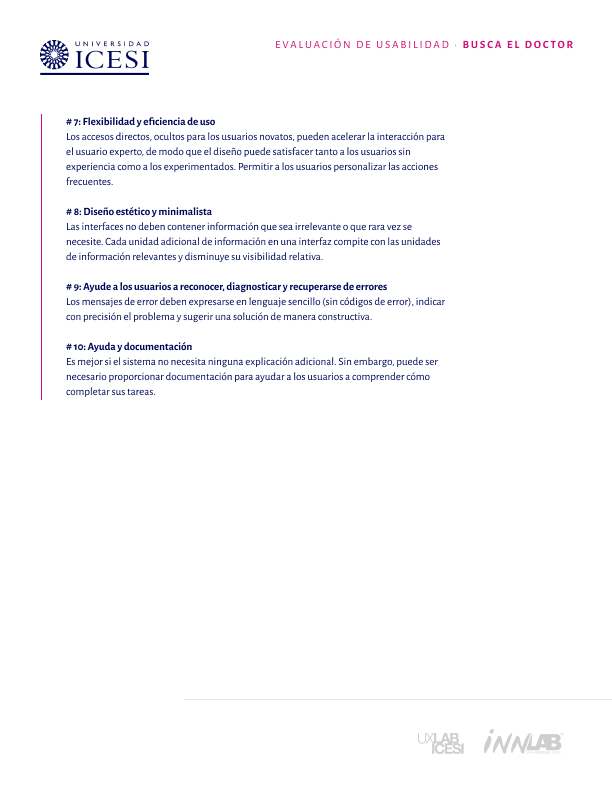 UNIVERSIDAD
ICESI
EVALUACIÓN DE USABILIDAD · BUSCA EL DOCTOR
# 7: Flexibilidad y eficiencia de uso
Los accesos directos, ocultos para los usuarios novatos, pueden acelerar la interacción para
el usuario experto, de modo que el diseño puede satisfacer tanto a los usuarios sin
experiencia como a los experimentados. Permitir a los usuarios personalizar las acciones
frecuentes.
# 8: Diseño estético y minimalista
Las interfaces no deben contener información que sea irrelevante o que rara vez se
necesite. Cada unidad adicional de información en una interfaz compite con las unidades
de información relevantes y disminuye su visibilidad relativa.
# 9: Ayude a los usuarios a reconocer, diagnosticar y recuperarse de errores
Los mensajes de error deben expresarse en lenguaje sencillo (sin códigos de error), indicar
con precisión el problema y sugerir una solución de manera constructiva.
# 10: Ayuda y documentación
Es mejor si el sistema no necesita ninguna explicación adicional. Sin embargo, puede ser
necesario proporcionar documentación para ayudar a los usuarios a comprender cómo
completar sus tareas.
UXLAB
ICESI
iNNLAB